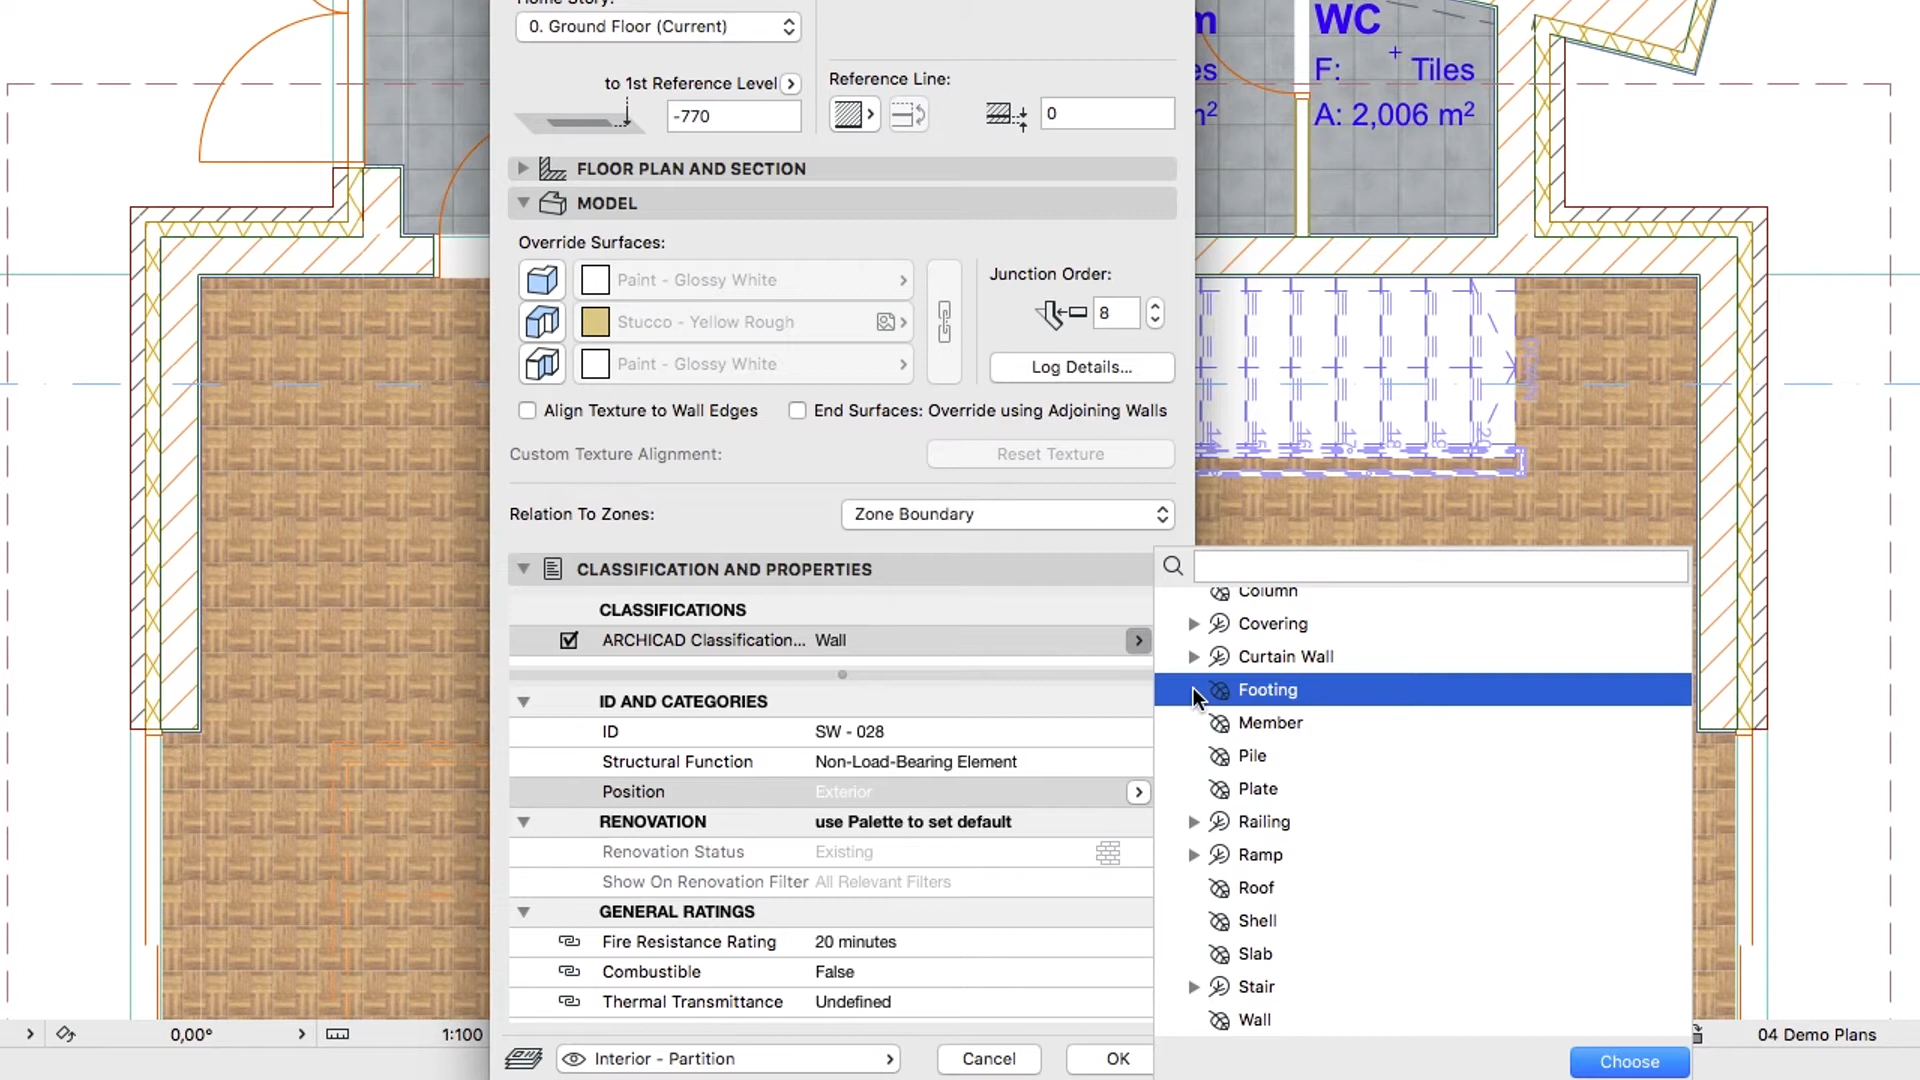 0. Ground Floor (Current)
to 1st Reference Level
-770
Reference Line:
0
FLOOR PLAN AND SECTION
MODEL
Override Surfaces:
Paint - Glossy White
Stucco - Yellow Rough
Paint - Glossy White
Junction Order:
8
Log Details...
Align Texture to Wall Edges
End Surfaces: Override using Adjoining Walls
Custom Texture Alignment:
Reset Texture
Relation To Zones:
Zone Boundary
CLASSIFICATION AND PROPERTIES
CLASSIFICATIONS
ARCHICAD Classification... Wall
ID AND CATEGORIES
ID SW - 028
Structural Function Non-Load-Bearing Element
Position Exterior
RENOVATION use Palette to set default
Renovation Status Existing
Show On Renovation Filter All Relevant Filters
GENERAL RATINGS
Fire Resistance Rating 20 minutes
Combustible False
Thermal Transmittance Undefined
Interior - Partition
Cancel
OK
Column
Covering
Curtain Wall
Footing
Member
Pile
Plate
Railing
Ramp
Roof
Shell
Slab
Stair
Wall
Choose
WC
F: Tiles
A: 2,006 m²
14 15 16 17 18 19 20
0,00°
1:100
04 Demo Plans